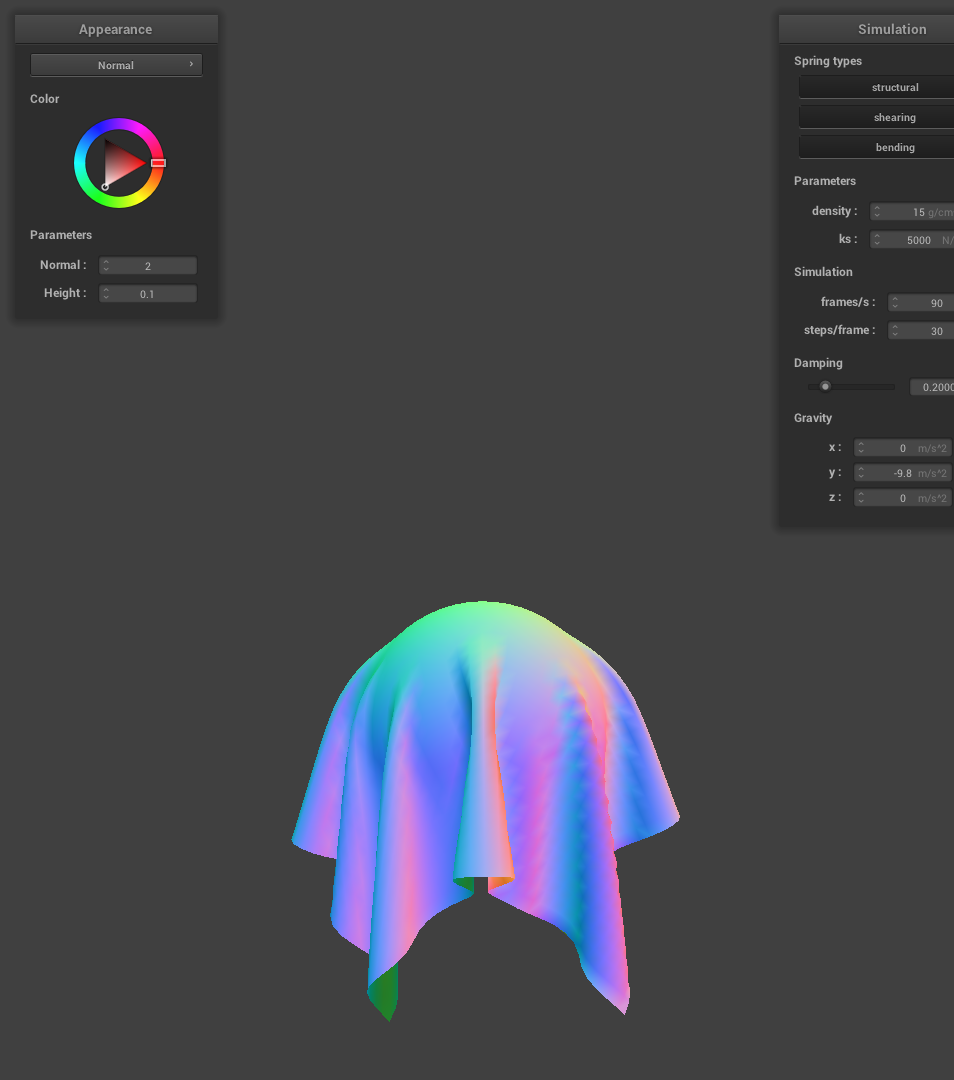 Appearance
Normal
Color
Parameters
Normal : 2
Height : 0.1
Simulation
Spring types
structural
shearing
bending
Parameters
density : 15 g/cm
ks : 5000 N/
Simulation
frames/s : 90
steps/frame : 30
Damping
0.2000
Gravity
x : 0 m/s^2
y : -9.8 m/s^2
z : 0 m/s^2